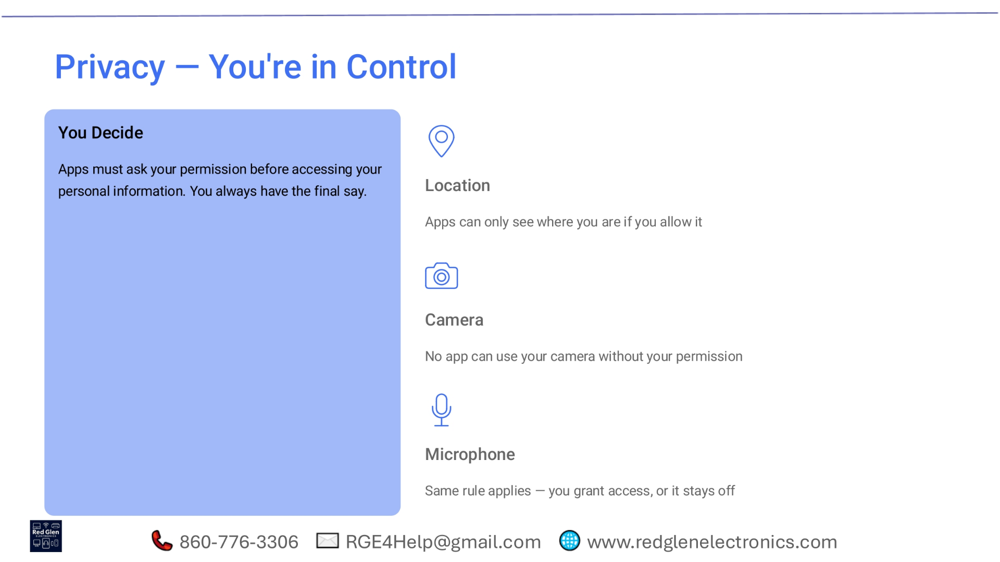 Privacy — You're in Control
You Decide
Apps must ask your permission before accessing your
personal information. You always have the final say.
Location
Apps can only see where you are if you allow it
Camera
No app can use your camera without your permission
Microphone
Same rule applies — you grant access, or it stays off
Red Glen
ELECTRONICS
860-776-3306 RGE4Help@gmail.com www.redglenelectronics.com